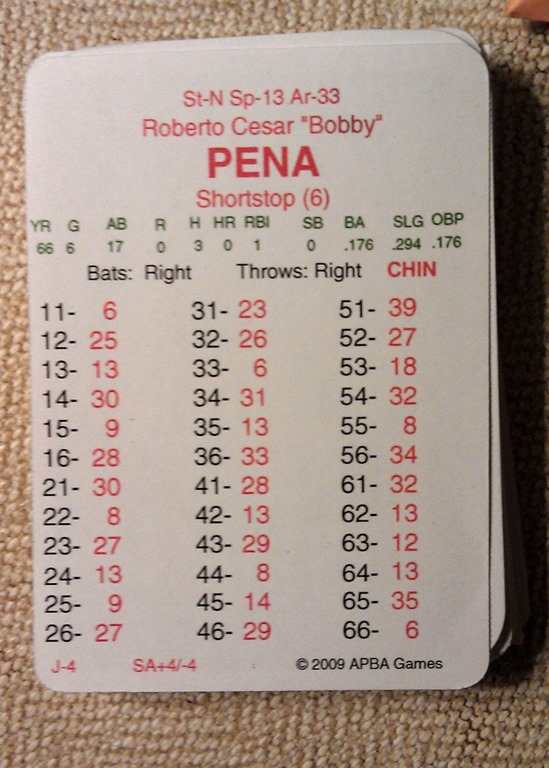 St-N Sp-13 Ar-33
Roberto Cesar "Bobby"
PENA
Shortstop (6)
YR G AB R H HR RBI SB BA SLG OBP
66 6 17 0 3 0 1 0 .176 .294 .176
Bats: Right Throws: Right CHIN
11- 6 31- 23 51- 39
12- 25 32- 26 52- 27
13- 13 33- 6 53- 18
14- 30 34- 31 54- 32
15- 9 35- 13 55- 8
16- 28 36- 33 56- 34
21- 30 41- 28 61- 32
22- 8 42- 13 62- 13
23- 27 43- 29 63- 12
24- 13 44- 8 64- 13
25- 9 45- 14 65- 35
26- 27 46- 29 66- 6
J-4 SA+4/-4 © 2009 APBA Games